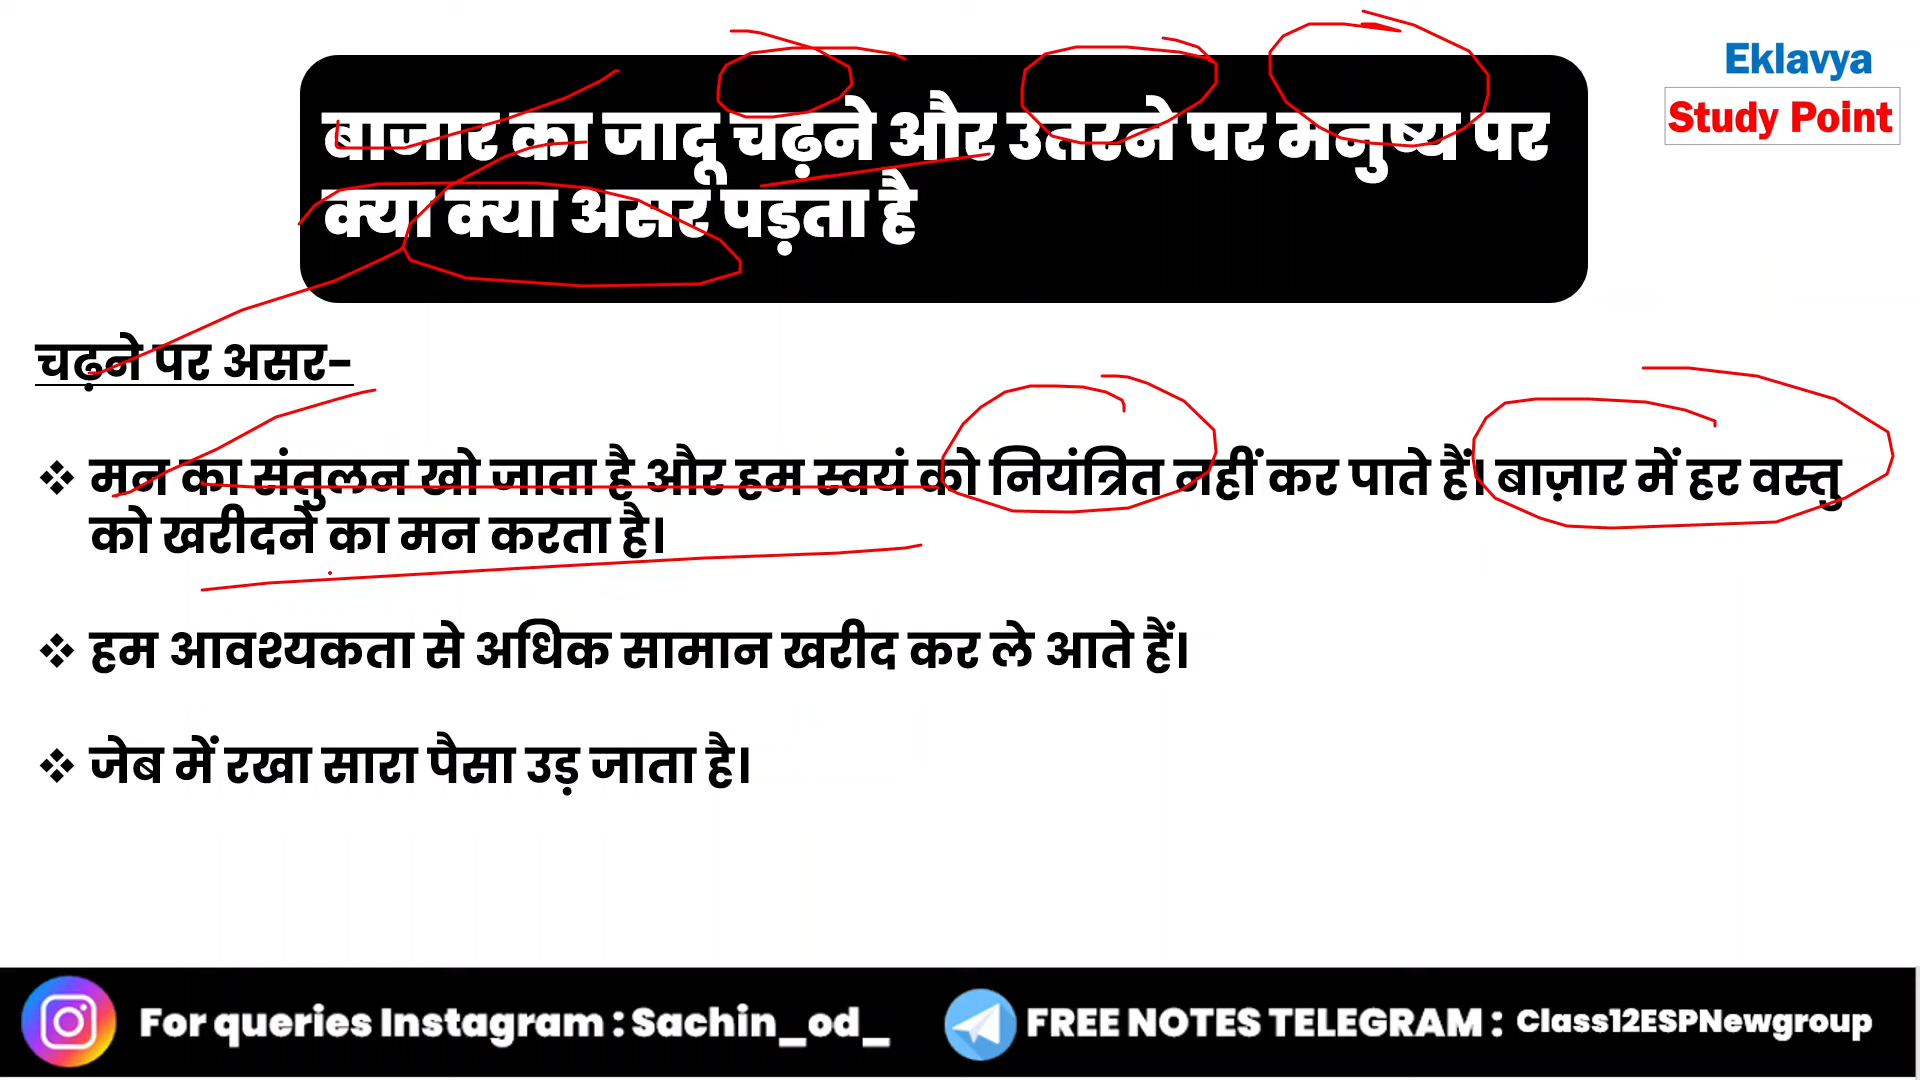 Eklavya
Study Point
बाजार का जादू चढ़ने और उतरने पर मनुष्य पर
क्या क्या असर पड़ता है
चढ़ने पर असर-
❖ मन का संतुलन खो जाता है और हम स्वयं को नियंत्रित नहीं कर पाते हैं। बाज़ार में हर वस्तु
को खरीदने का मन करता है।
❖ हम आवश्यकता से अधिक सामान खरीद कर ले आते हैं।
❖ जेब में रखा सारा पैसा उड़ जाता है।
For queries Instagram : Sachin_od_ FREE NOTES TELEGRAM : Class12ESPNewgroup